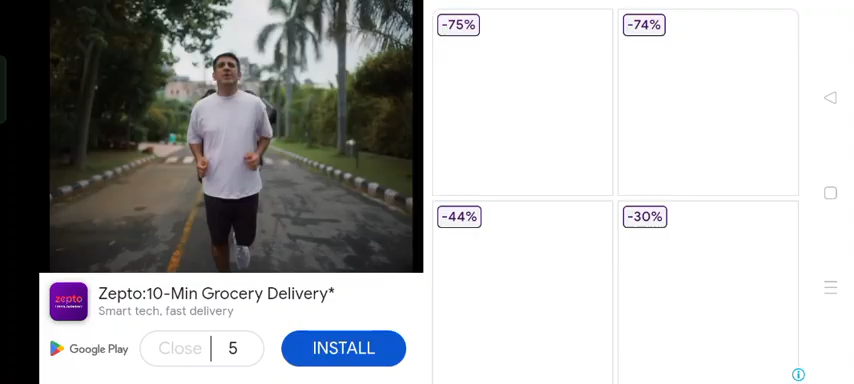 -75%
-74%
-44%
-30%
zepto
Zepto:10-Min Grocery Delivery*
Smart tech, fast delivery
Google Play
Close
5
INSTALL